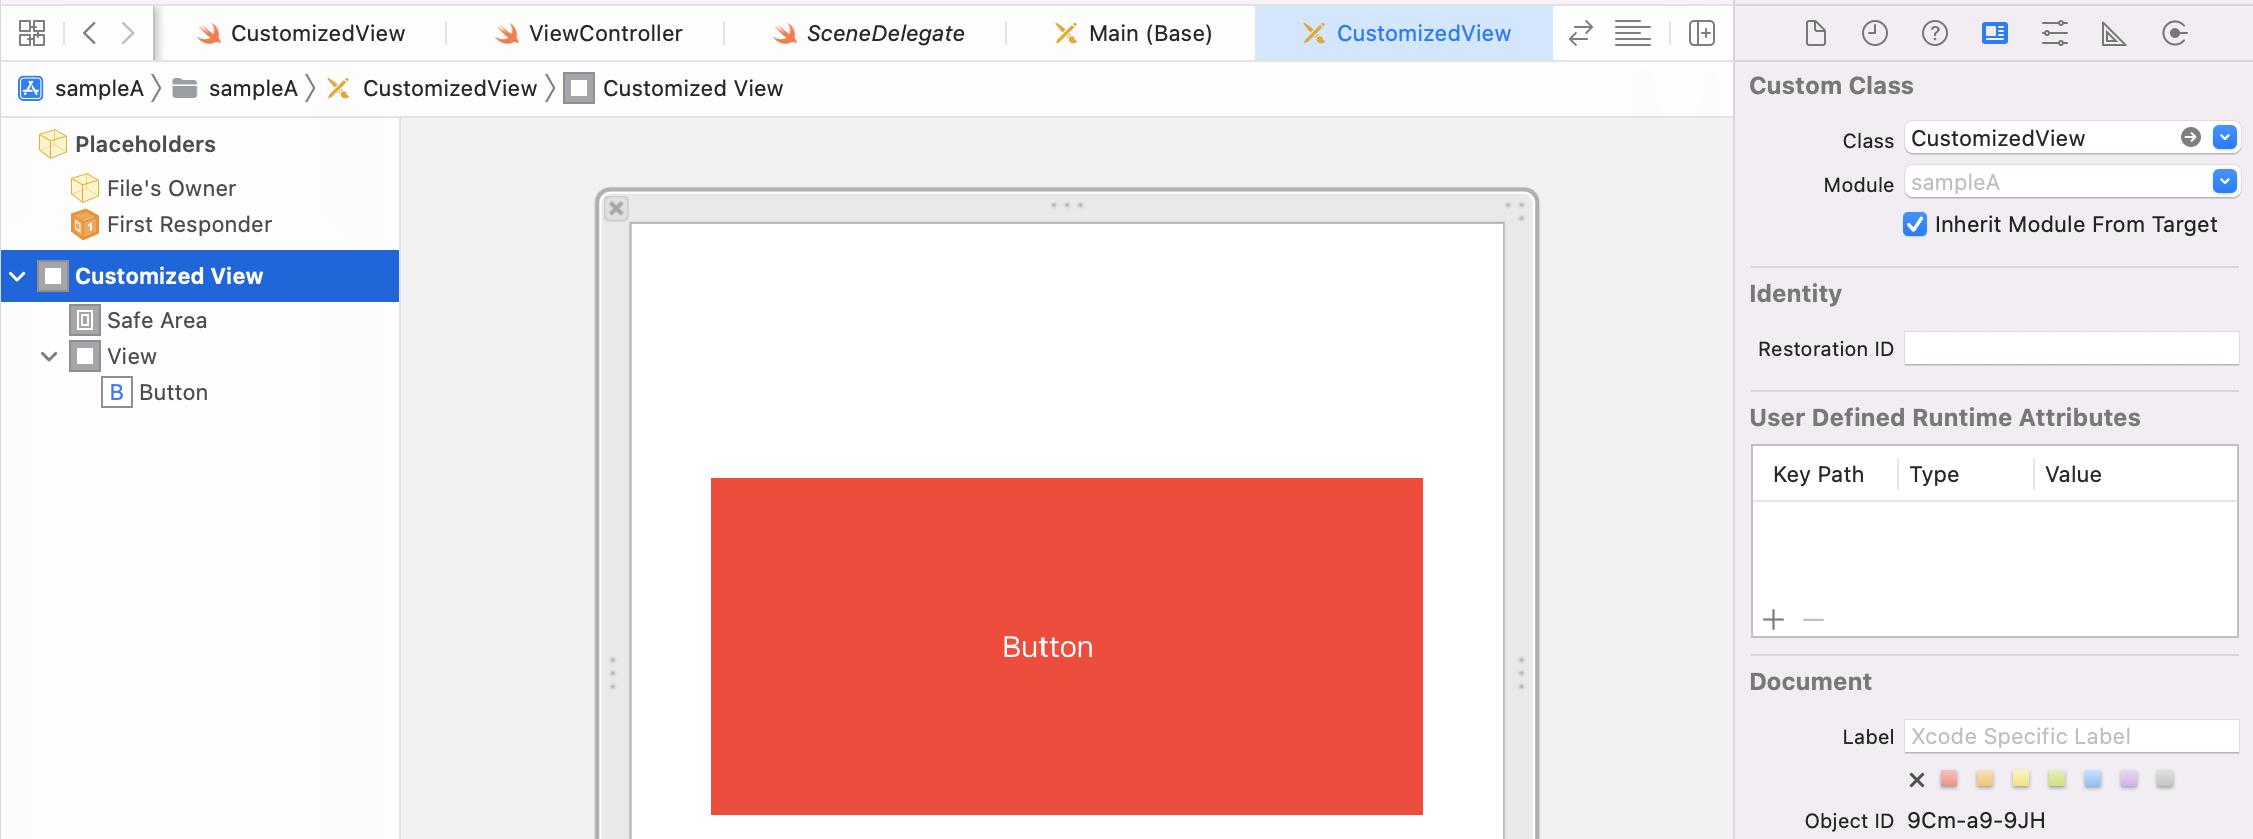 CustomizedView
ViewController
SceneDelegate
Main (Base)
CustomizedView
sampleA
sampleA
CustomizedView
Customized View
Placeholders
File's Owner
First Responder
Customized View
Safe Area
View
B Button
Button
Custom Class
Class CustomizedView
Module sampleA
Inherit Module From Target
Identity
Restoration ID
User Defined Runtime Attributes
Key Path Type Value
Document
Label Xcode Specific Label
Object ID 9Cm-a9-9JH